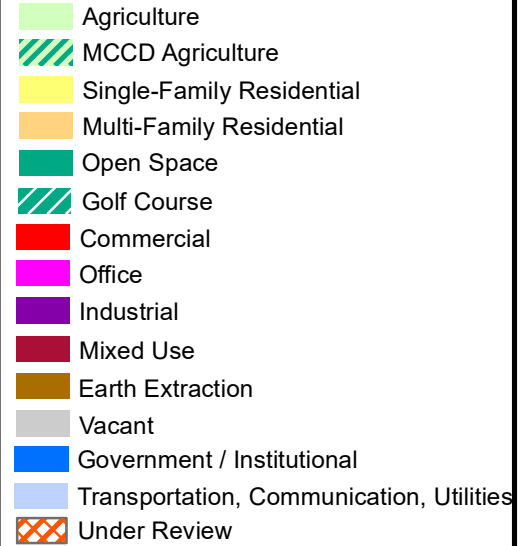 Agriculture
MCCD Agriculture
Single-Family Residential
Multi-Family Residential
Open Space
Golf Course
Commercial
Office
Industrial
Mixed Use
Earth Extraction
Vacant
Government / Institutional
Transportation, Communication, Utilities
Under Review